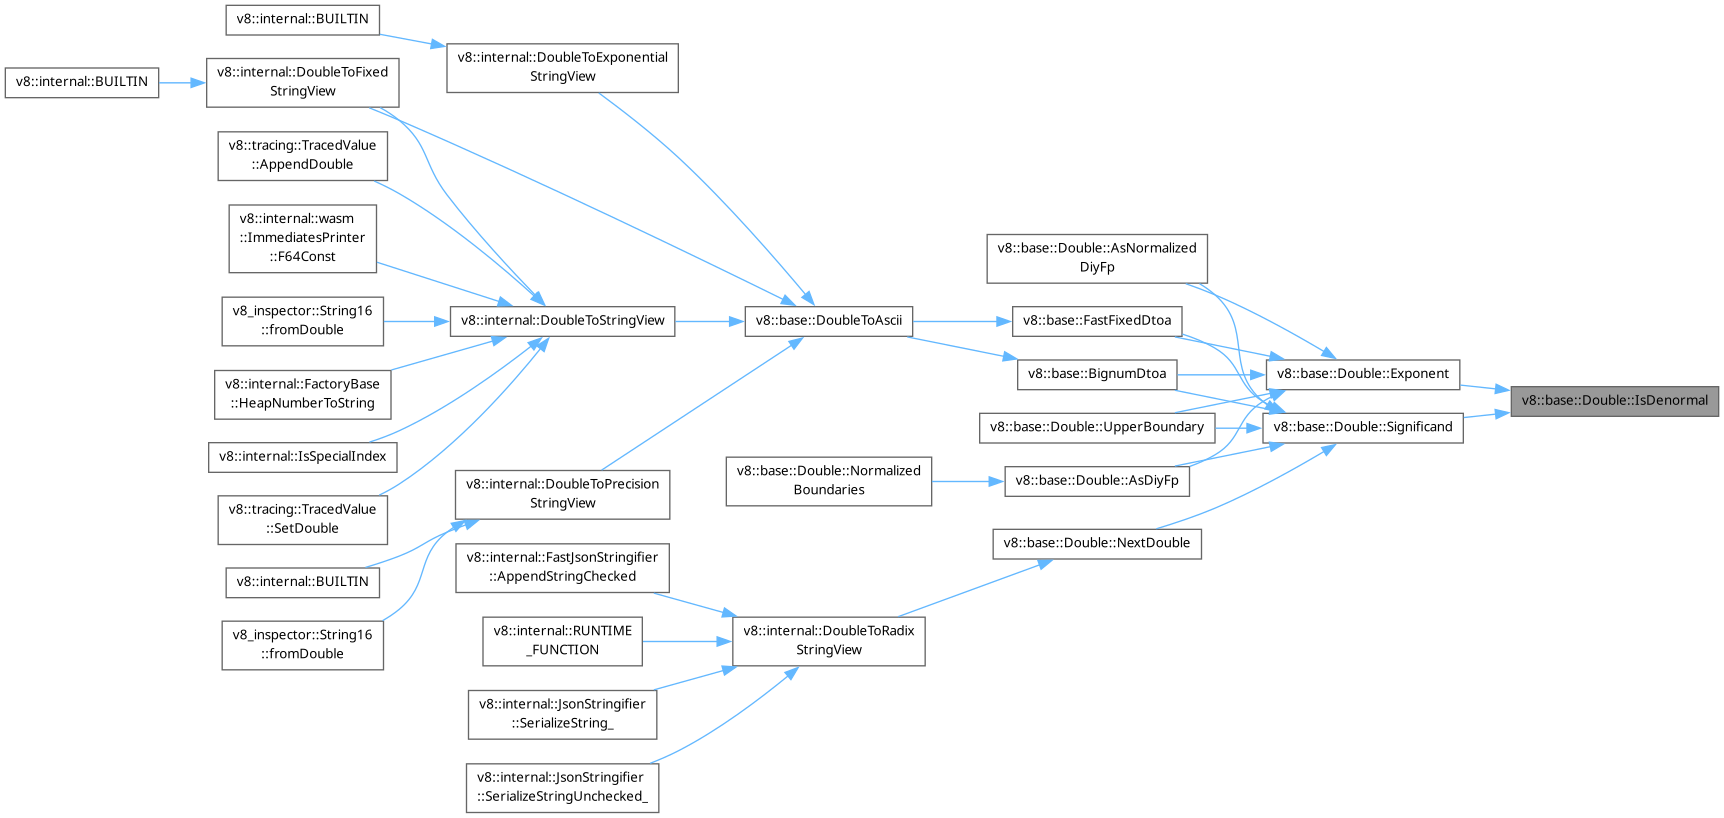 v8::internal::BUILTIN
v8::internal::DoubleToExponential
StringView
v8::internal::DoubleToFixed
StringView
v8::internal::BUILTIN
v8::tracing::TracedValue
::AppendDouble
v8::internal::wasm
::ImmediatesPrinter
::F64Const
v8::base::Double::AsNormalized
DiyFp
v8_inspector::String16
::fromDouble
v8::internal::DoubleToStringView
v8::base::DoubleToAscii
v8::base::FastFixedDtoa
v8::internal::FactoryBase
::HeapNumberToString
v8::base::BignumDtoa
v8::base::Double::Exponent
v8::base::Double::IsDenormal
v8::base::Double::UpperBoundary
v8::base::Double::Significand
v8::internal::IsSpecialIndex
v8::base::Double::Normalized
Boundaries
v8::base::Double::AsDiyFp
v8::internal::DoubleToPrecision
StringView
v8::tracing::TracedValue
::SetDouble
v8::base::Double::NextDouble
v8::internal::FastJsonStringifier
::AppendStringChecked
v8::internal::BUILTIN
v8_inspector::String16
::fromDouble
v8::internal::RUNTIME
_FUNCTION
v8::internal::DoubleToRadix
StringView
v8::internal::JsonStringifier
::SerializeString_
v8::internal::JsonStringifier
::SerializeStringUnchecked_